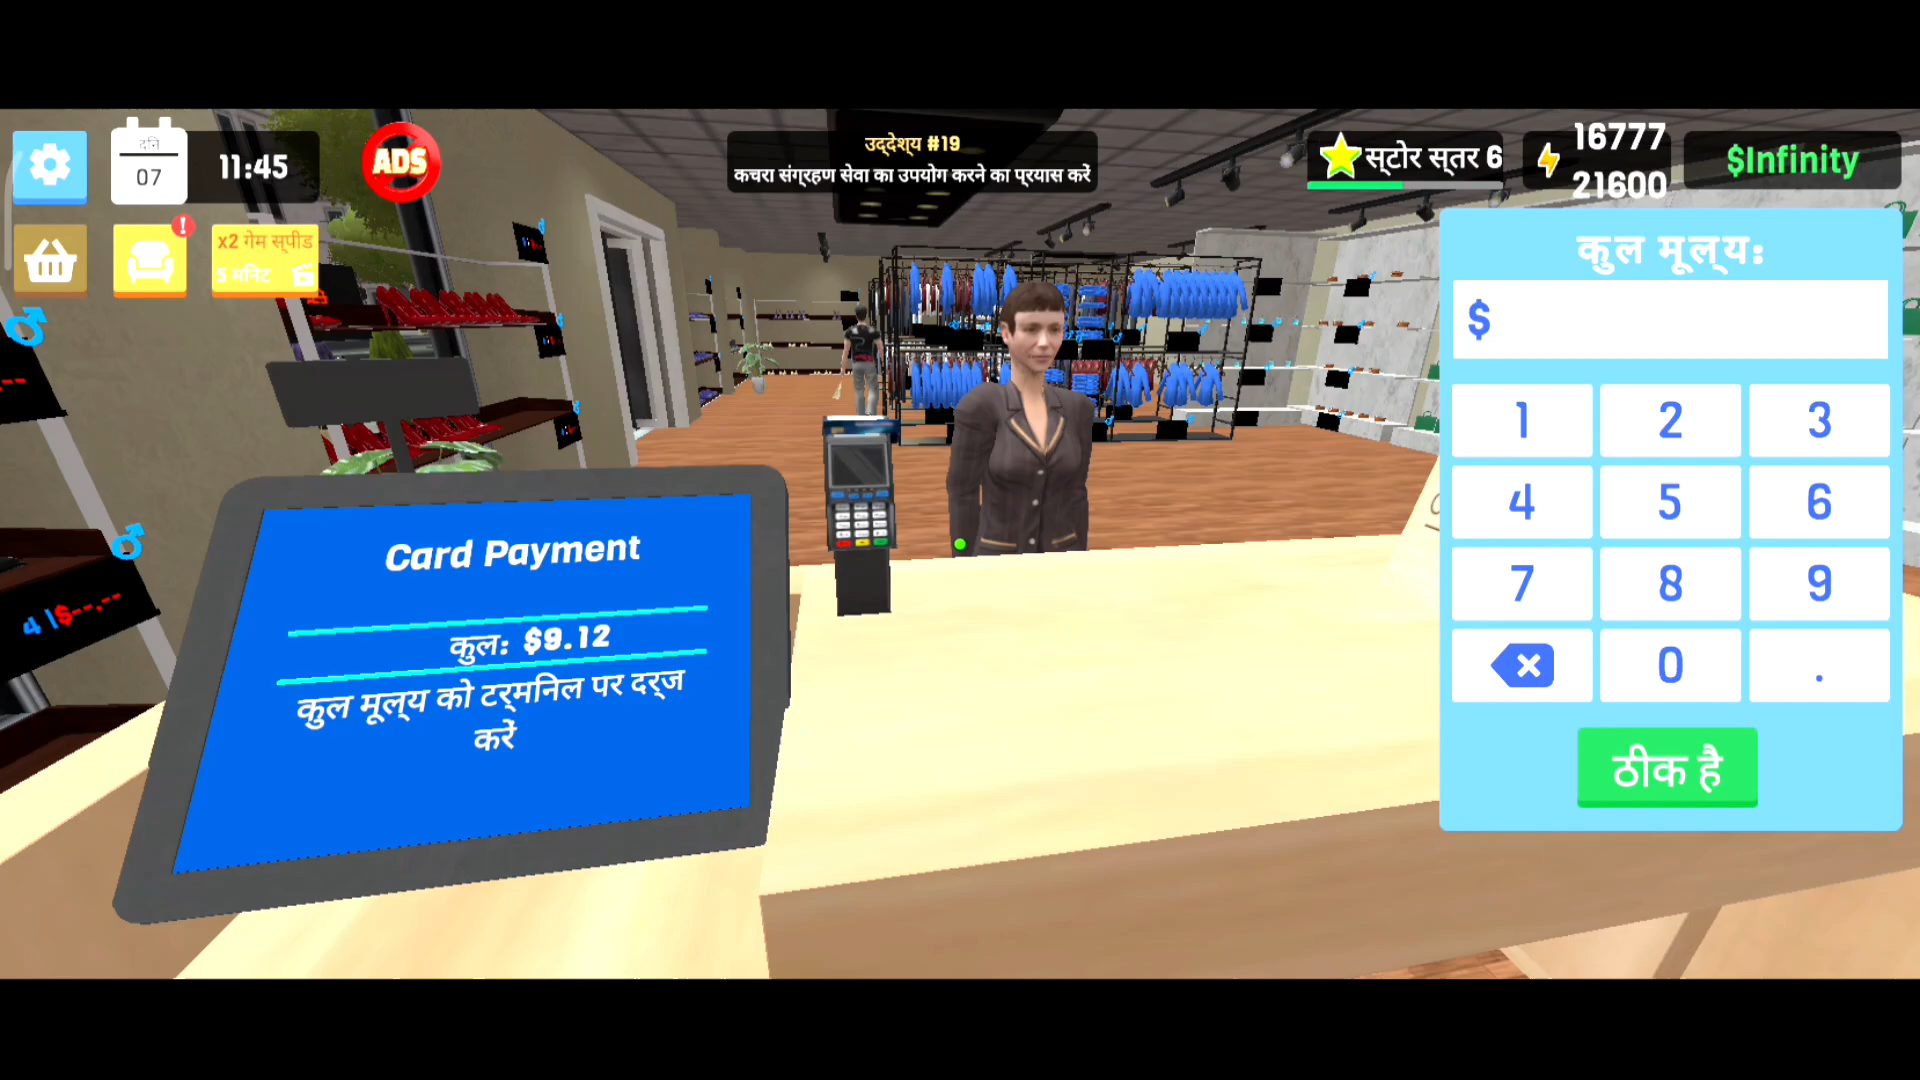 दिन
07
11:45
ADS
उद्देश्य #19
कचरा संग्रहण सेवा का उपयोग करने का प्रयास करें
स्टोर स्तर 6
16777
21600
$Infinity
!
x2 गेम स्पीड
5 मिनिट
कुल मूल्य:
$
1 2 3
4 5 6
7 8 9
0 .
ठीक है
Card Payment
कुल: $9.12
कुल मूल्य को टर्मिनल पर दर्ज
करें
4 \$--.--